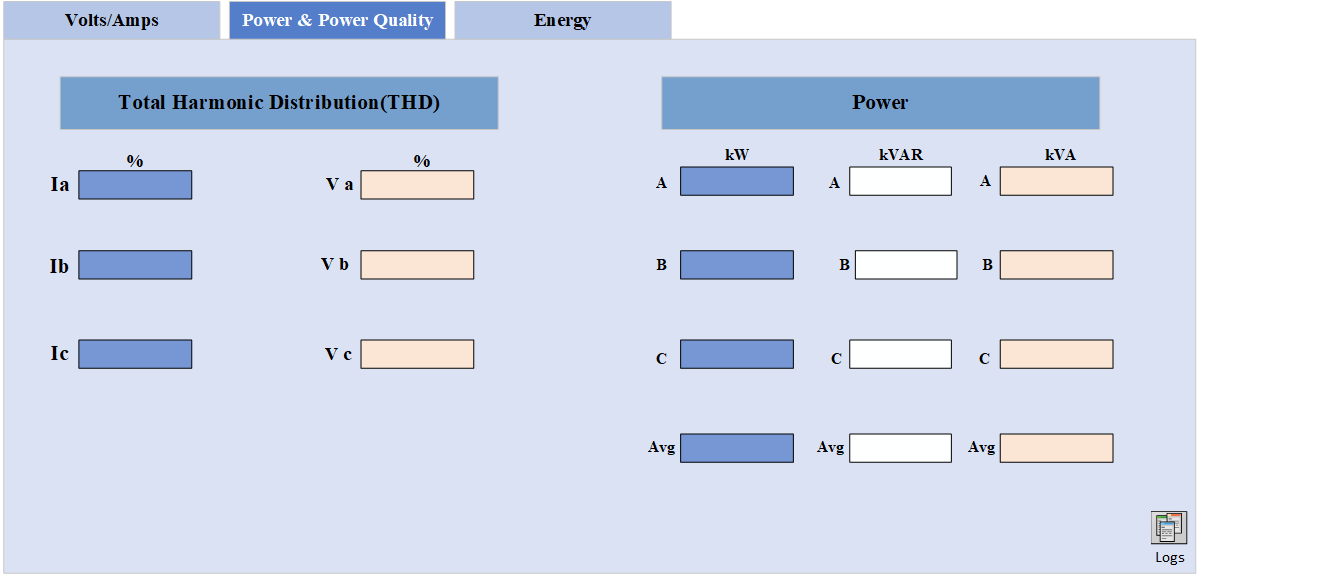 Volts/Amps Power & Power Quality Energy
Total Harmonic Distribution(THD) Power
% % kW kVAR kVA
Ia V a A A A
Ib V b B B B
Ic V c C C C
Avg Avg Avg
Logs